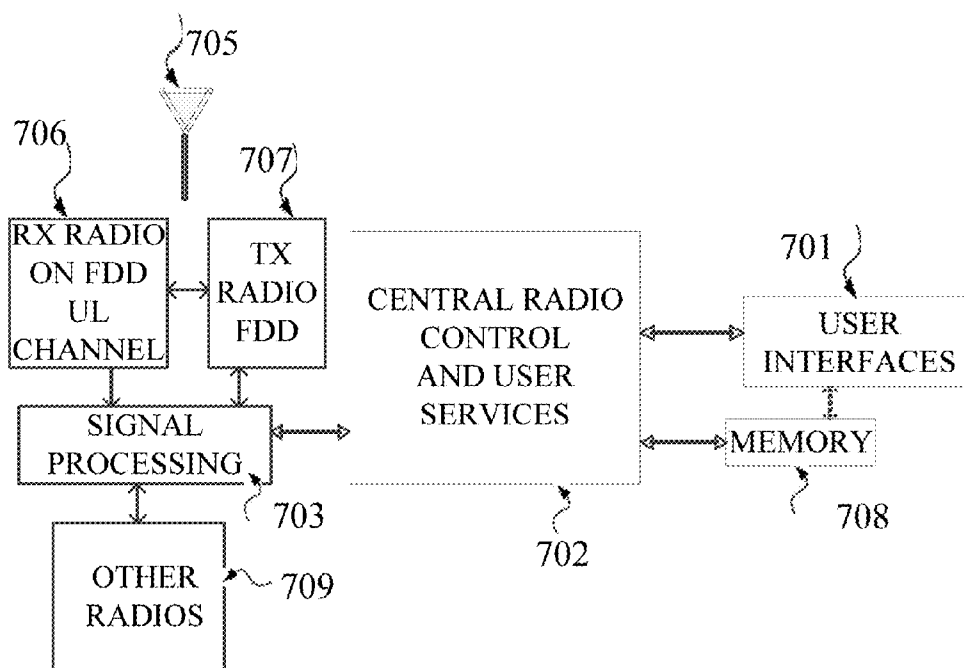 705
706
707
RX RADIO
ON FDD
UL
CHANNEL
TX
RADIO
FDD
CENTRAL RADIO
CONTROL
AND USER
SERVICES
701
USER
INTERFACES
SIGNAL
PROCESSING
703
MEMORY
708
702
OTHER
RADIOS
709